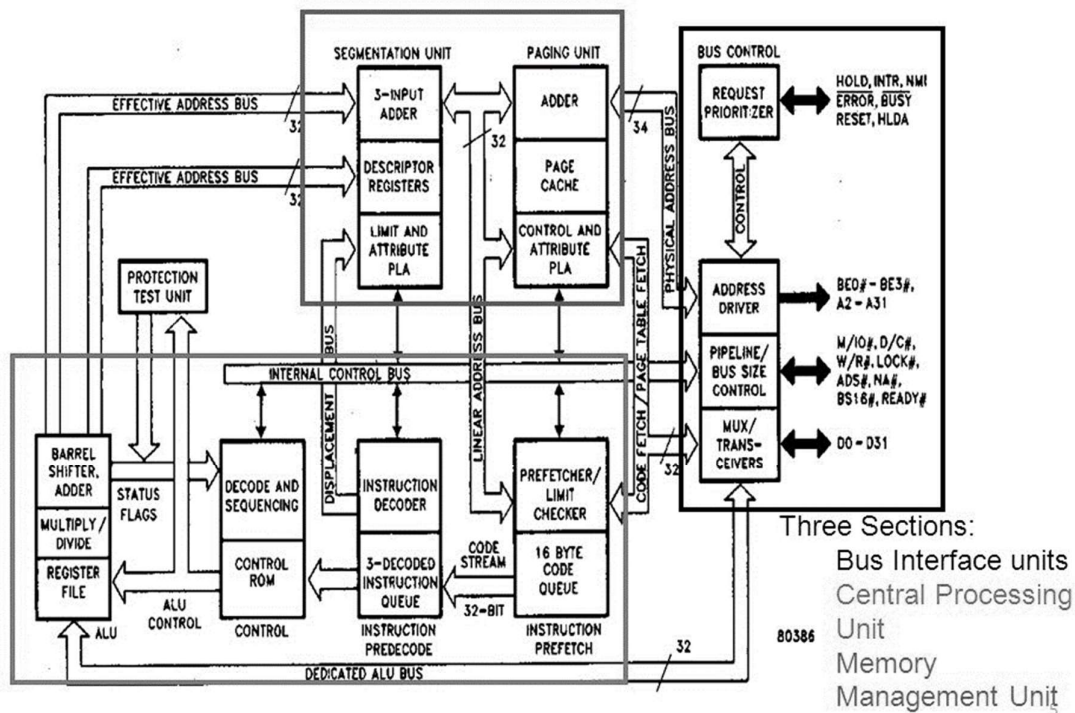 SEGMENTATION UNIT
PAGING UNIT
BUS CONTROL
3-INPUT
ADDER
DESCRIPTOR
REGISTERS
LIMIT AND
ATTRIBUTE
PLA
ADDER
PAGE
CACHE
CONTROL AND
ATTRIBUTE
PLA
REQUEST
PRIORITIZER
HOLD, INTR, NMI
ERROR, BUSY
RESET, HLDA
EFFECTIVE ADDRESS BUS
32
EFFECTIVE ADDRESS BUS
32
32
34
PHYSICAL ADDRESS BUS
CONTROL
PROTECTION
TEST UNIT
ADDRESS
DRIVER
BE0#- BE3#,
A2-A31
PIPELINE/
BUS SIZE
CONTROL
M/IO#, D/C#,
W/R#, LOCK#,
ADS#, NA#,
BS16#, READY#
MUX/
TRANS-
CEIVERS
D0-D31
INTERNAL CONTROL BUS
DISPLACEMENT BUS
LINEAR ADDRESS BUS
CODE FETCH/PAGE TABLE FETCH
32
BARREL
SHIFTER,
ADDER
MULTIPLY/
DIVIDE
REGISTER
FILE
ALU
STATUS
FLAGS
ALU
CONTROL
DECODE AND
SEQUENCING
CONTROL
ROM
CONTROL
INSTRUCTION
DECODER
3-DECODED
INSTRUCTION
QUEUE
INSTRUCTION
PREDECODE
CODE
STREAM
32-BIT
PREFETCHER/
LIMIT
CHECKER
16 BYTE
CODE
QUEUE
INSTRUCTION
PREFETCH
DEDICATED ALU BUS
32
80386
Three Sections:
Bus Interface units
Central Processing
Unit
Memory
Management Unit